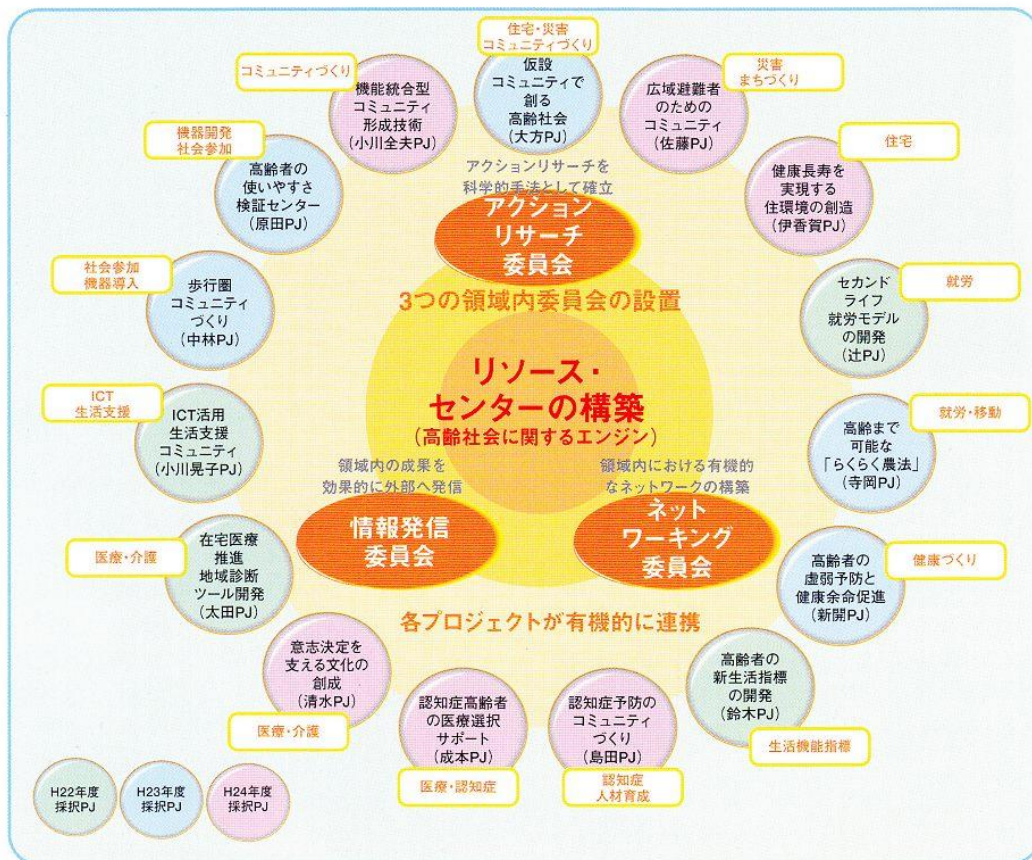 住宅・災害
コミュニティづくり
仮設
コミュニティで
創る
高齢社会
(大方PJ)
災害
まちづくり
広域避難者
のための
コミュニティ
(佐藤PJ)
住宅
健康長寿を
実現する
住環境の創造
(伊香賀PJ)
就労
セカンド
ライフ
就労モデル
の開発
(辻PJ)
就労・移動
高齢まで
可能な
「らくらく農法」
(寺岡PJ)
健康づくり
高齢者の
虚弱予防と
健康余命促進
(新開PJ)
高齢者の
新生活指標
の開発
(鈴木PJ)
生活機能指標
認知症予防の
コミュニティ
づくり
(島田PJ)
認知症
人材育成
認知症高齢者
の医療選択
サポート
(成本PJ)
医療・認知症
意志決定を
支える文化の
創成
(清水PJ)
医療・介護
医療・介護
在宅医療
推進
地域診断
ツール開発
(太田PJ)
ICT
生活支援
ICT活用
生活支援
コミュニティ
(小川晃子PJ)
社会参加
機器導入
歩行圏
コミュニティ
づくり
(中林PJ)
機器開発
社会参加
高齢者の
使いやすさ
検証センター
(原田PJ)
コミュニティづくり
機能統合型
コミュニティ
形成技術
(小川全夫PJ)
アクションリサーチを
科学的手法として確立
アクション
リサーチ
委員会
3つの領域内委員会の設置
リソース・
センターの構築
(高齢社会に関するエンジン)
領域内の成果を
効果的に外部へ発信
情報発信
委員会
領域内における有機的
なネットワークの構築
ネット
ワーキング
委員会
各プロジェクトが有機的に連携
H22年度
採択PJ
H23年度
採択PJ
H24年度
採択PJ